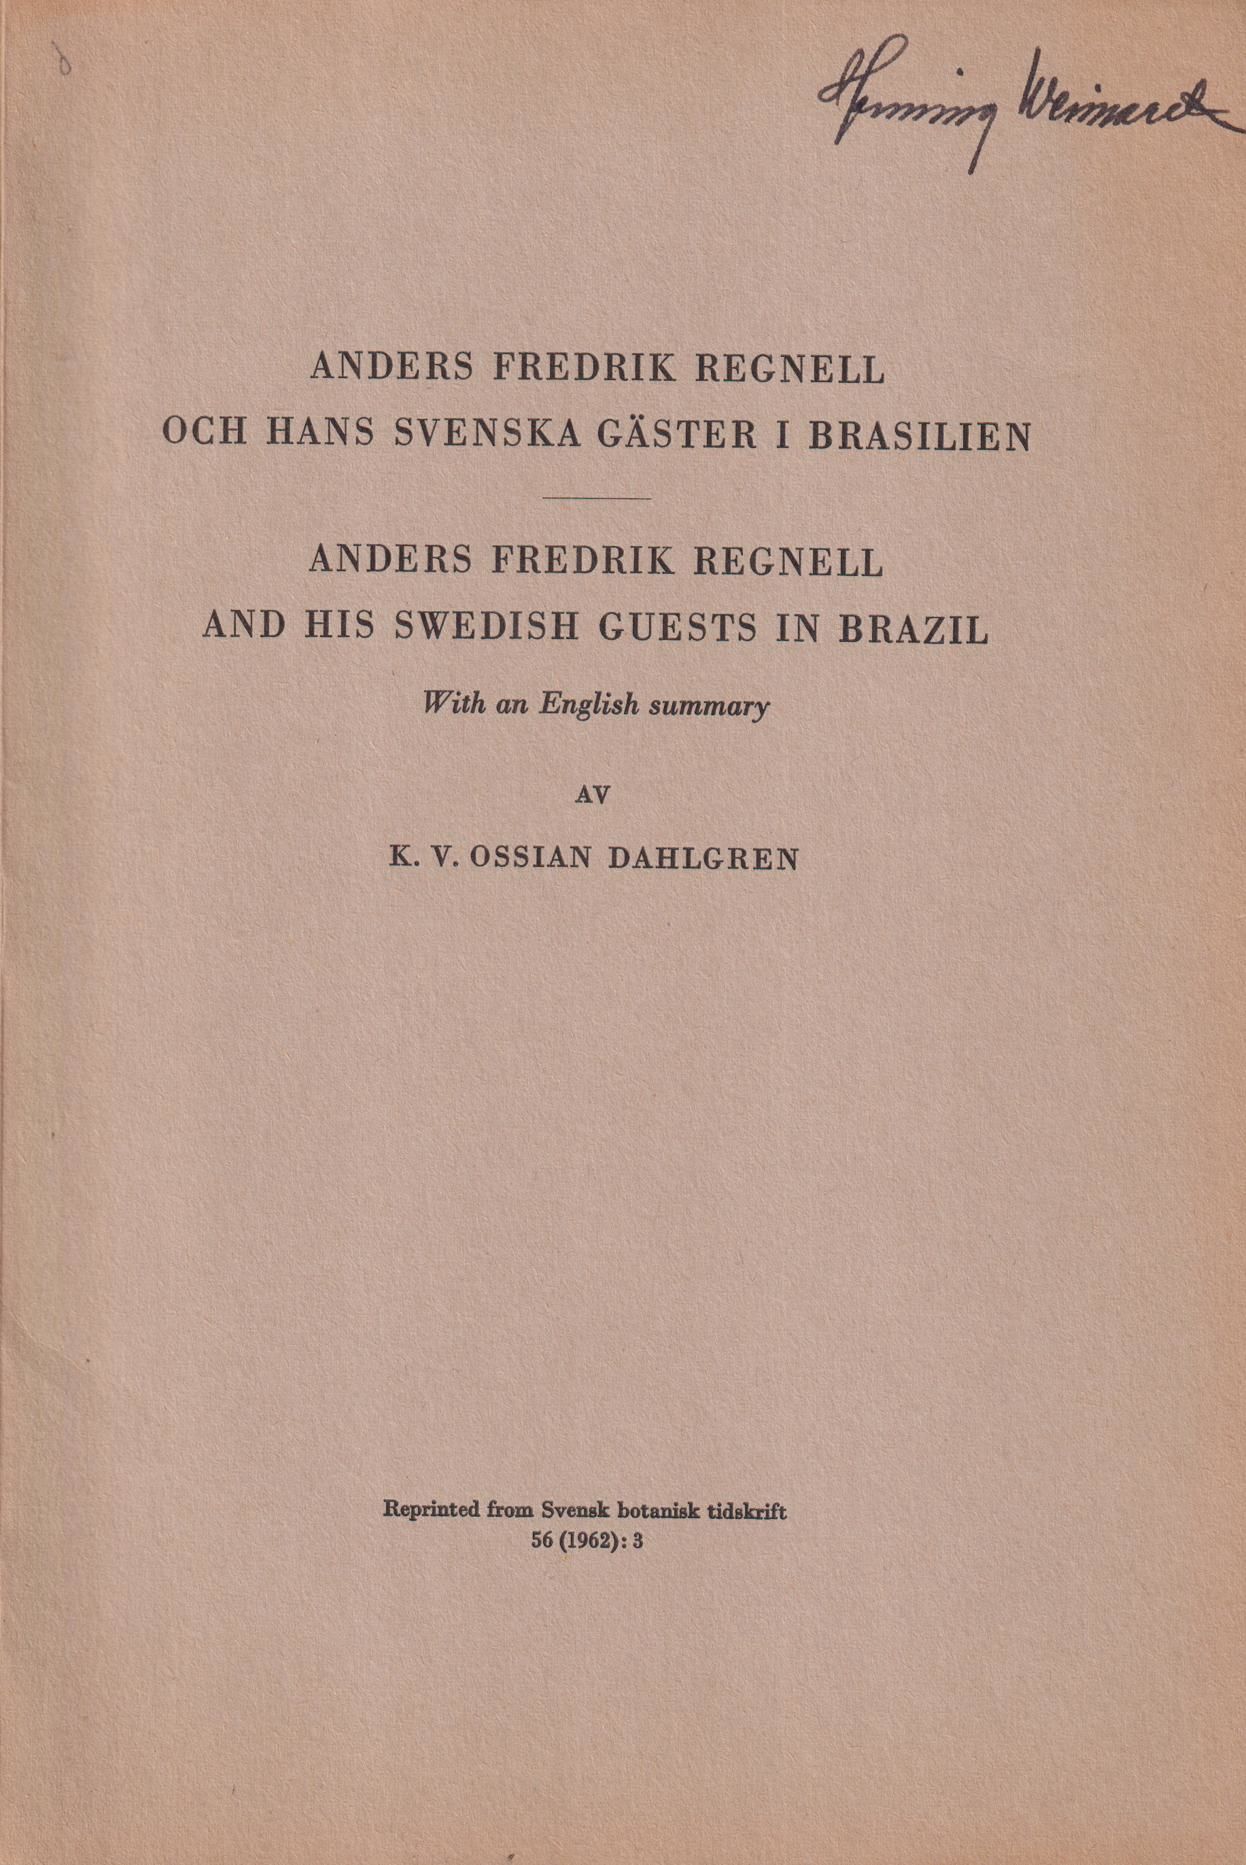 Henning Weimarck
ANDERS FREDRIK REGNELL
OCH HANS SVENSKA GÄSTER I BRASILIEN
ANDERS FREDRIK REGNELL
AND HIS SWEDISH GUESTS IN BRAZIL
With an English summary
AV
K. V. OSSIAN DAHLGREN
Reprinted from Svensk botanisk tidskrift
56 (1962): 3